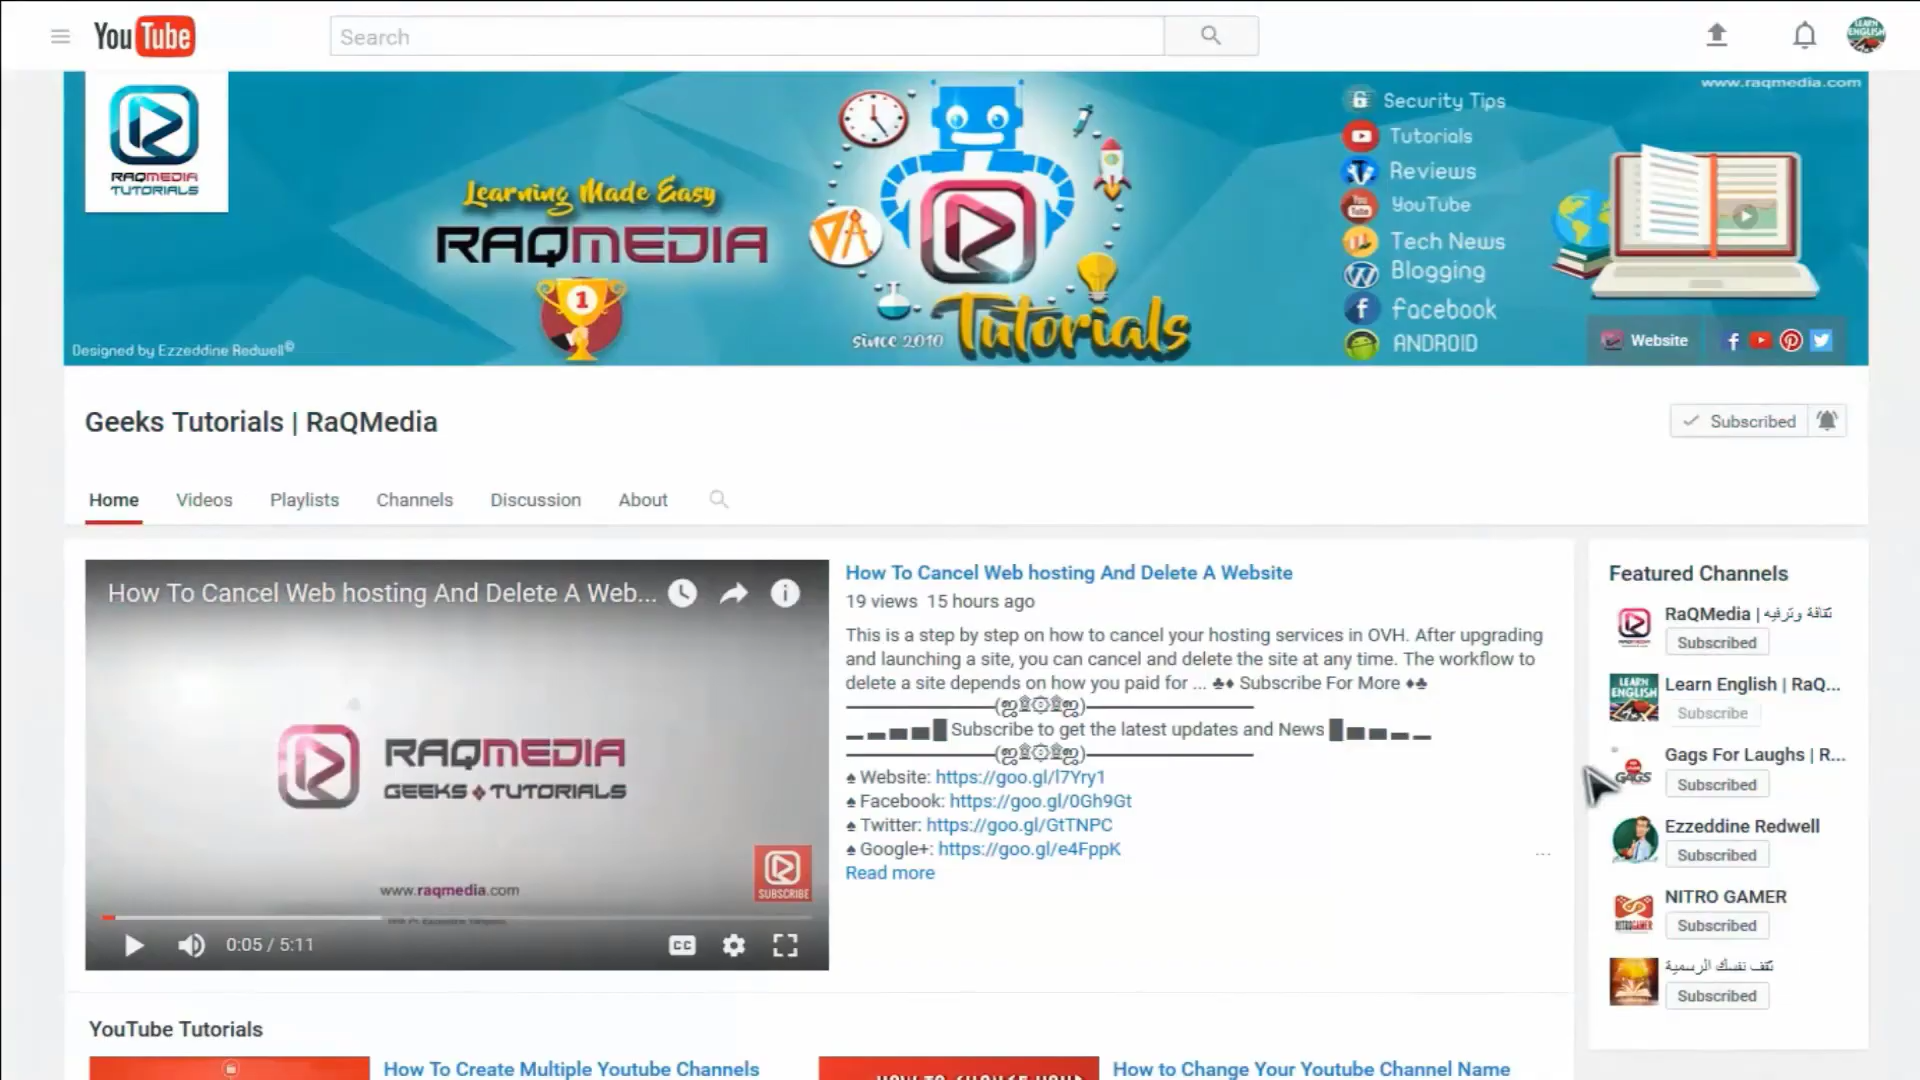 YouTube
Search
RAQMEDIA
TUTORIALS
Learning Made Easy
RAQMEDIA
1
since 2010 Tutorials
Designed by Ezzeddine Redwell©
www.raqmedia.com
Security Tips
Tutorials
Reviews
YouTube
Tech News
Blogging
facebook
ANDROID
Website
LEARN ENGLISH
Geeks Tutorials | RaQMedia
Subscribed
Home Videos Playlists Channels Discussion About
How To Cancel Web hosting And Delete A Web...
RAQMEDIA
GEEKS TUTORIALS
www.raqmedia.com
SUBSCRIBE
0:05 / 5:11
CC
How To Cancel Web hosting And Delete A Website
19 views 15 hours ago
This is a step by step on how to cancel your hosting services in OVH. After upgrading
and launching a site, you can cancel and delete the site at any time. The workflow to
delete a site depends on how you paid for ... ♣♦ Subscribe For More ♦♣
▬▬▬▬▬▬▬(ஜ۩۞۩ஜ)▬▬▬▬▬▬▬
▁ ▂ ▄ ▅ █ Subscribe to get the latest updates and News █ ▅ ▄ ▂ ▁
▬▬▬▬▬▬▬(ஜ۩۞۩ஜ)▬▬▬▬▬▬▬
♠ Website: https://goo.gl/l7Yry1
♠ Facebook: https://goo.gl/0Gh9Gt
♠ Twitter: https://goo.gl/GtTNPC
♠ Google+: https://goo.gl/e4FppK
...
Read more
Featured Channels
RaQMedia | ثقافة وترفيه
Subscribed
LEARN ENGLISH
Learn English | RaQ...
Subscribe
GAGS
Gags For Laughs | R...
Subscribed
Ezzeddine Redwell
Subscribed
NITRO GAMER
NITROGAMER
Subscribed
ثقف نفسك الرسمية
Subscribed
YouTube Tutorials
How To Create Multiple Youtube Channels
How to Change Your Youtube Channel Name